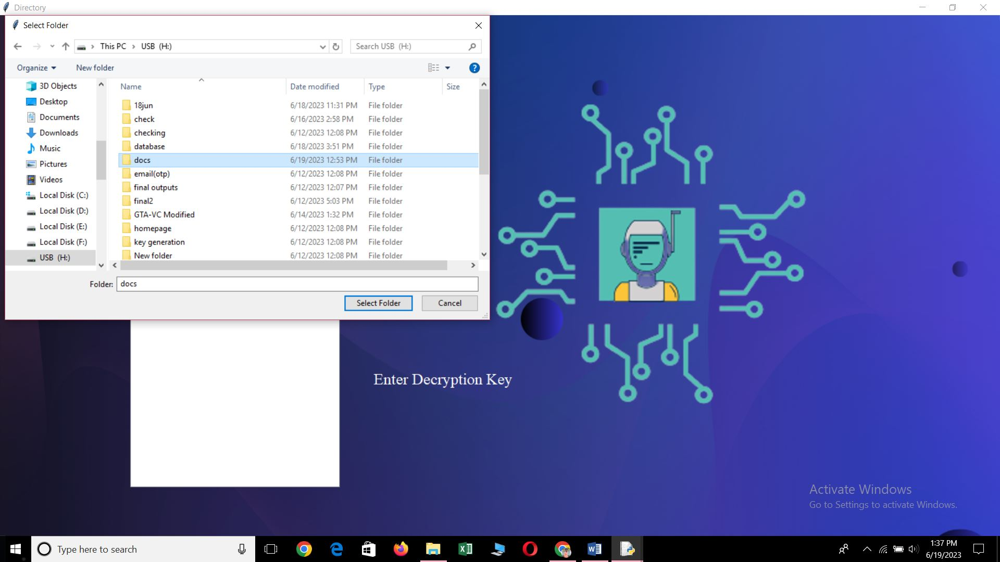 Directory
Select Folder
This PC > USB (H:)
Search USB (H:)
Organize
New folder
?
3D Objects
Desktop
Documents
Downloads
Music
Pictures
Videos
Local Disk (C:)
Local Disk (D:)
Local Disk (E:)
Local Disk (F:)
USB (H:)
Name Date modified Type Size
18jun 6/18/2023 11:31 PM File folder
check 6/16/2023 2:58 PM File folder
checking 6/12/2023 12:08 PM File folder
database 6/18/2023 3:51 PM File folder
docs 6/19/2023 12:53 PM File folder
email(otp) 6/12/2023 12:08 PM File folder
final outputs 6/12/2023 12:07 PM File folder
final2 6/12/2023 5:03 PM File folder
GTA-VC Modified 6/14/2023 1:32 PM File folder
homepage 6/12/2023 12:08 PM File folder
key generation 6/12/2023 12:08 PM File folder
New folder 6/12/2023 12:08 PM File folder
Folder: docs
Select Folder
Cancel
Enter Decryption Key
Activate Windows
Go to Settings to activate Windows.
Type here to search
1:37 PM
6/19/2023